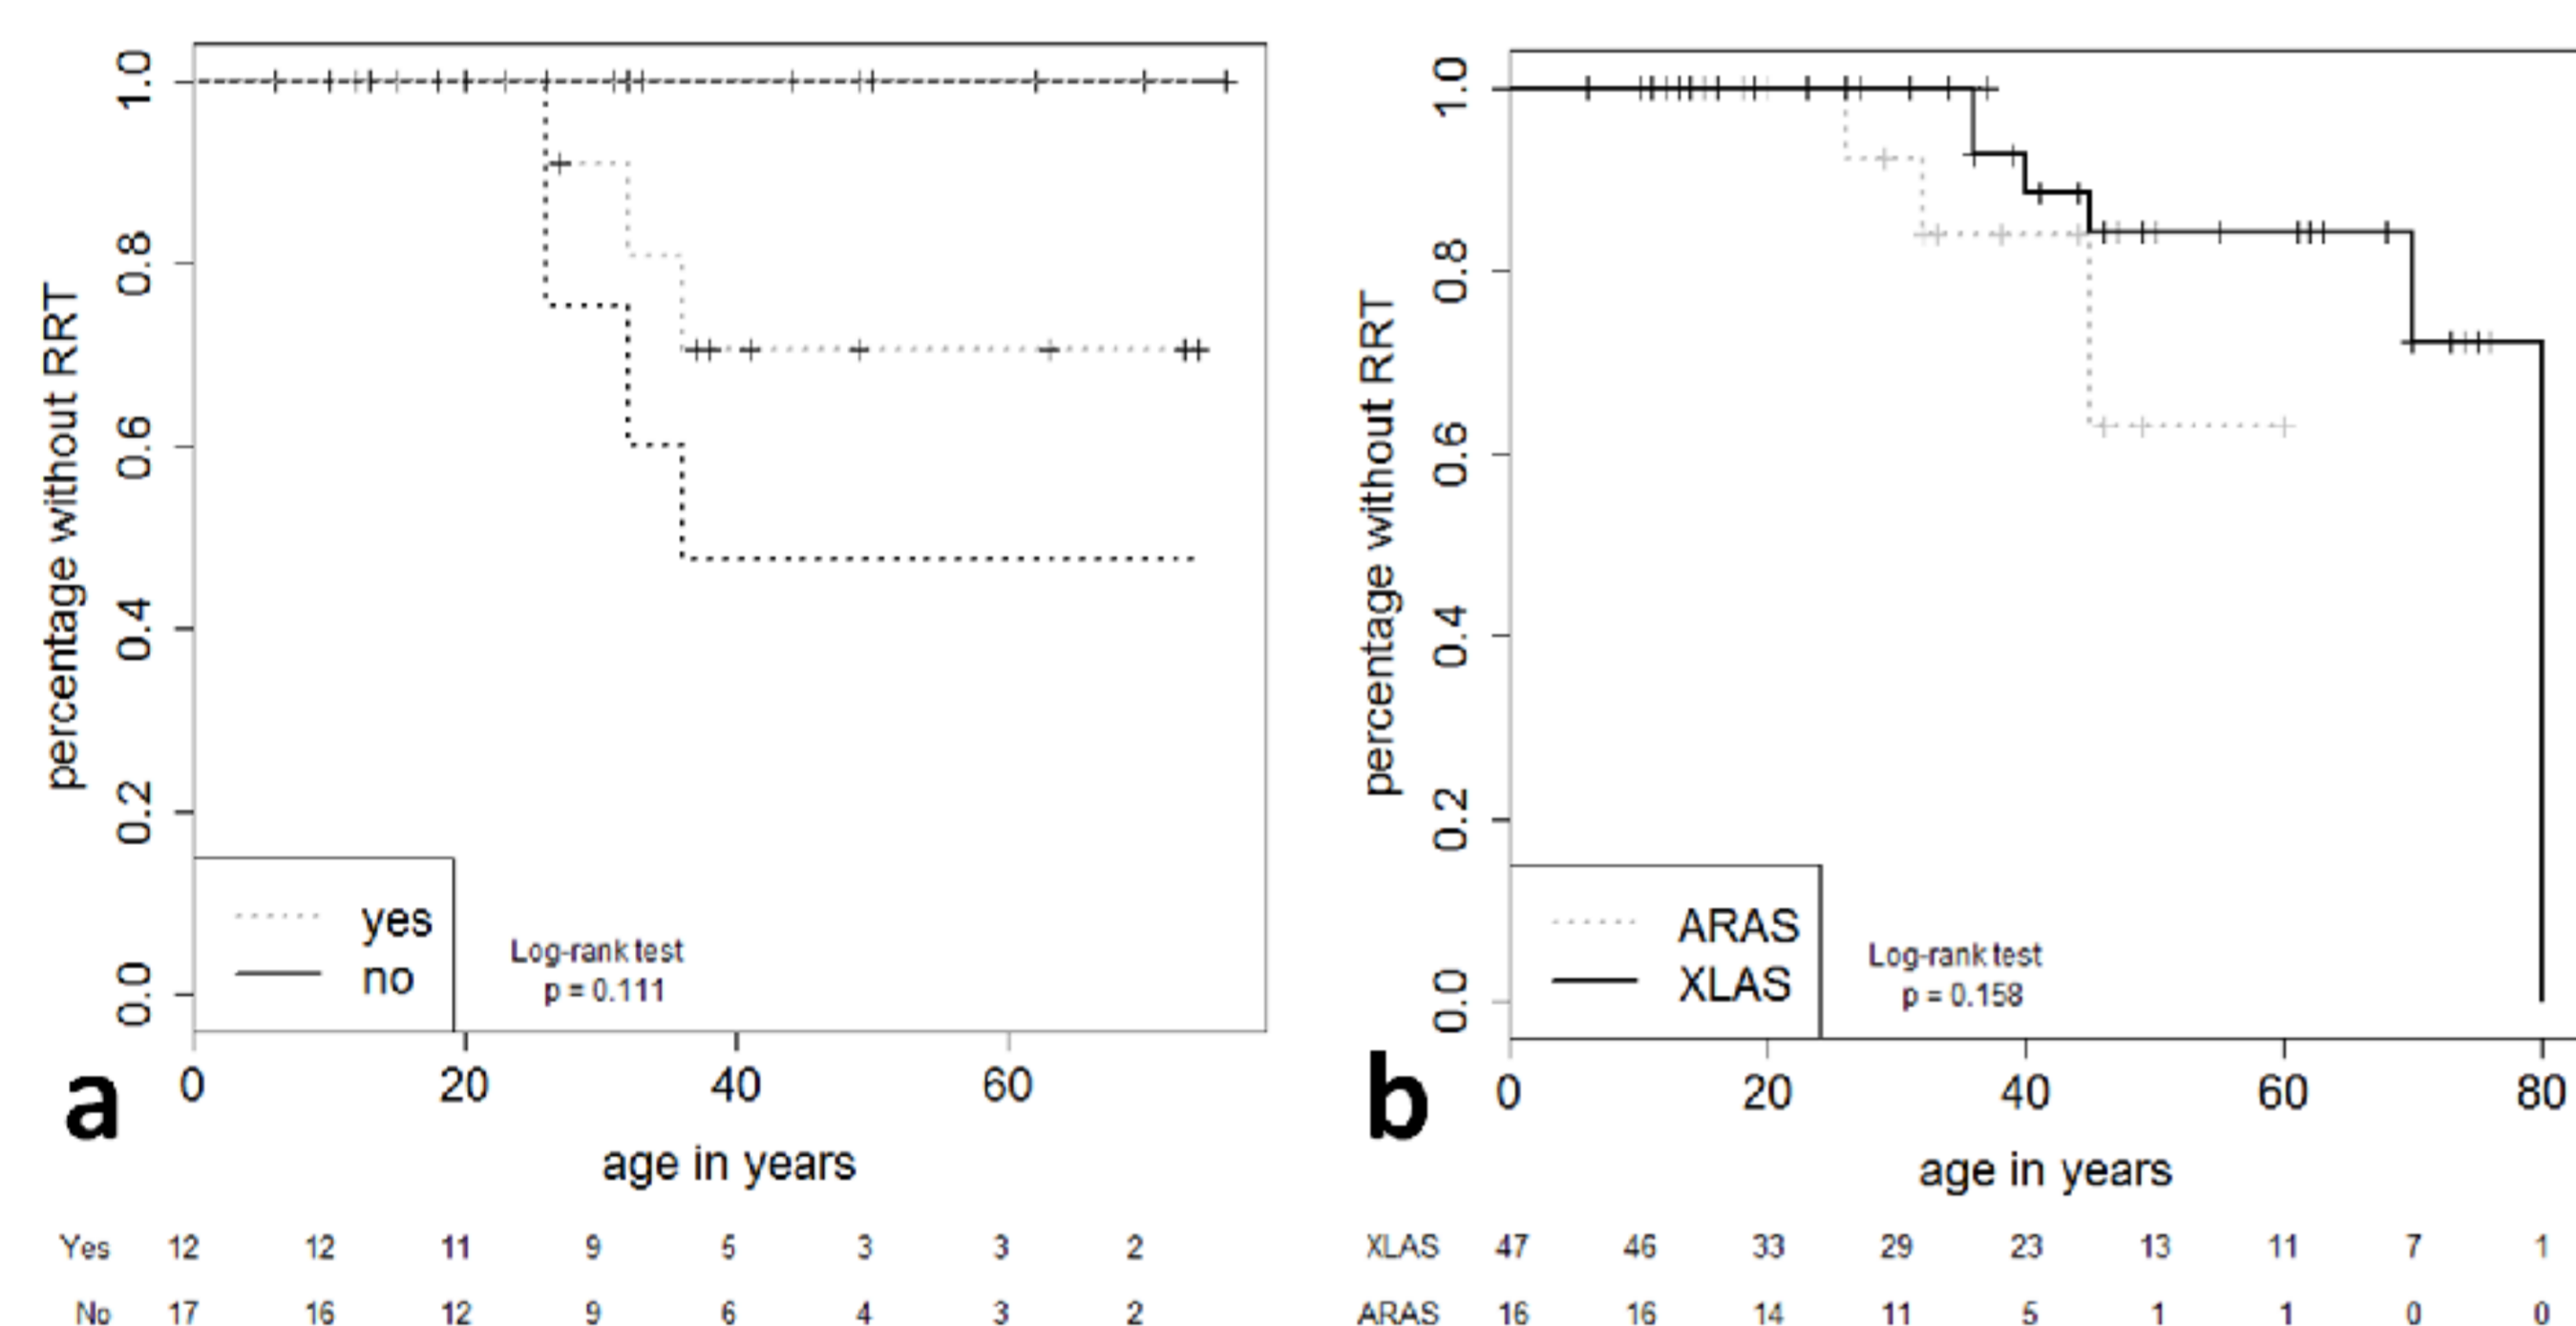 percentage without RRT
1.0
0.8
0.6
0.4
0.2
0.0
yes
no
Log-rank test
p = 0.111
0 20 40 60
a
age in years
Yes 12 12 11 9 5 3 3 2
No 17 16 12 9 6 4 3 2
percentage without RRT
1.0
0.8
0.6
0.4
0.2
0.0
ARAS
XLAS
Log-rank test
p = 0.158
0 20 40 60 80
b
age in years
XLAS 47 46 33 29 23 13 11 7 1
ARAS 16 16 14 11 5 1 1 0 0